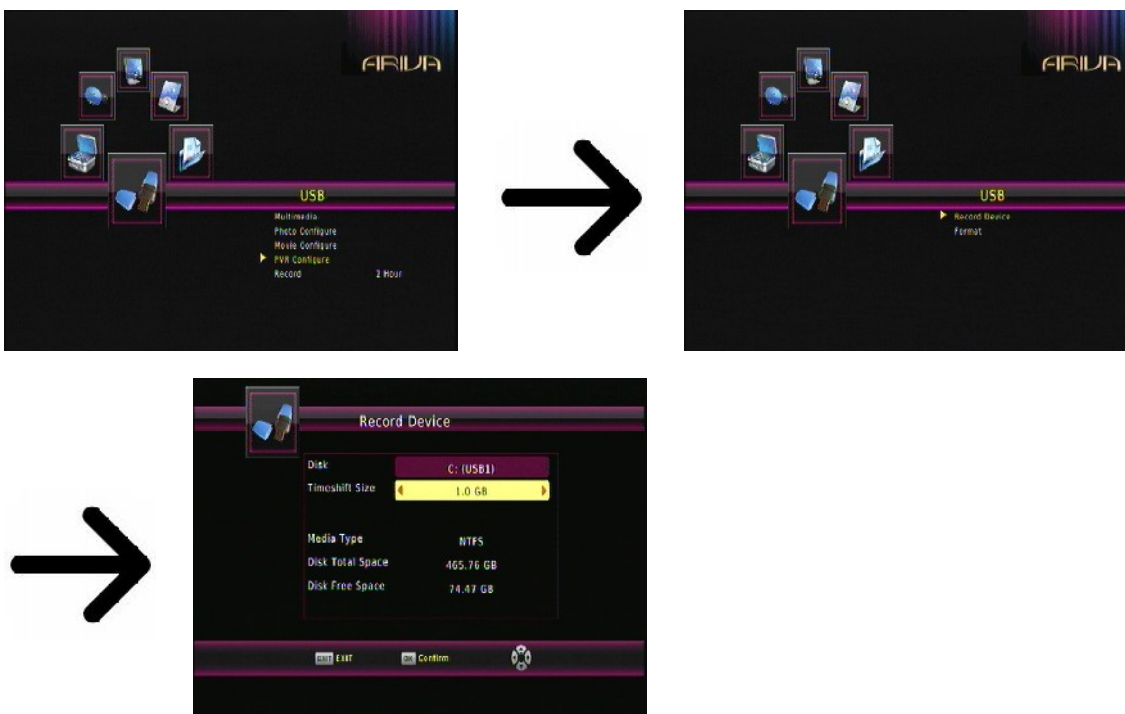 ARIVA
USB
Multimedia
Photo Configure
Movie Configure
PVR Configure
Record 2 Hour
ARIVA
USB
Record Device
Format
Record Device
Disk C: (USB1)
Timeshift Size 1.0 GB
Media Type NTFS
Disk Total Space 465.76 GB
Disk Free Space 74.47 GB
EXIT EXIT OK Confirm